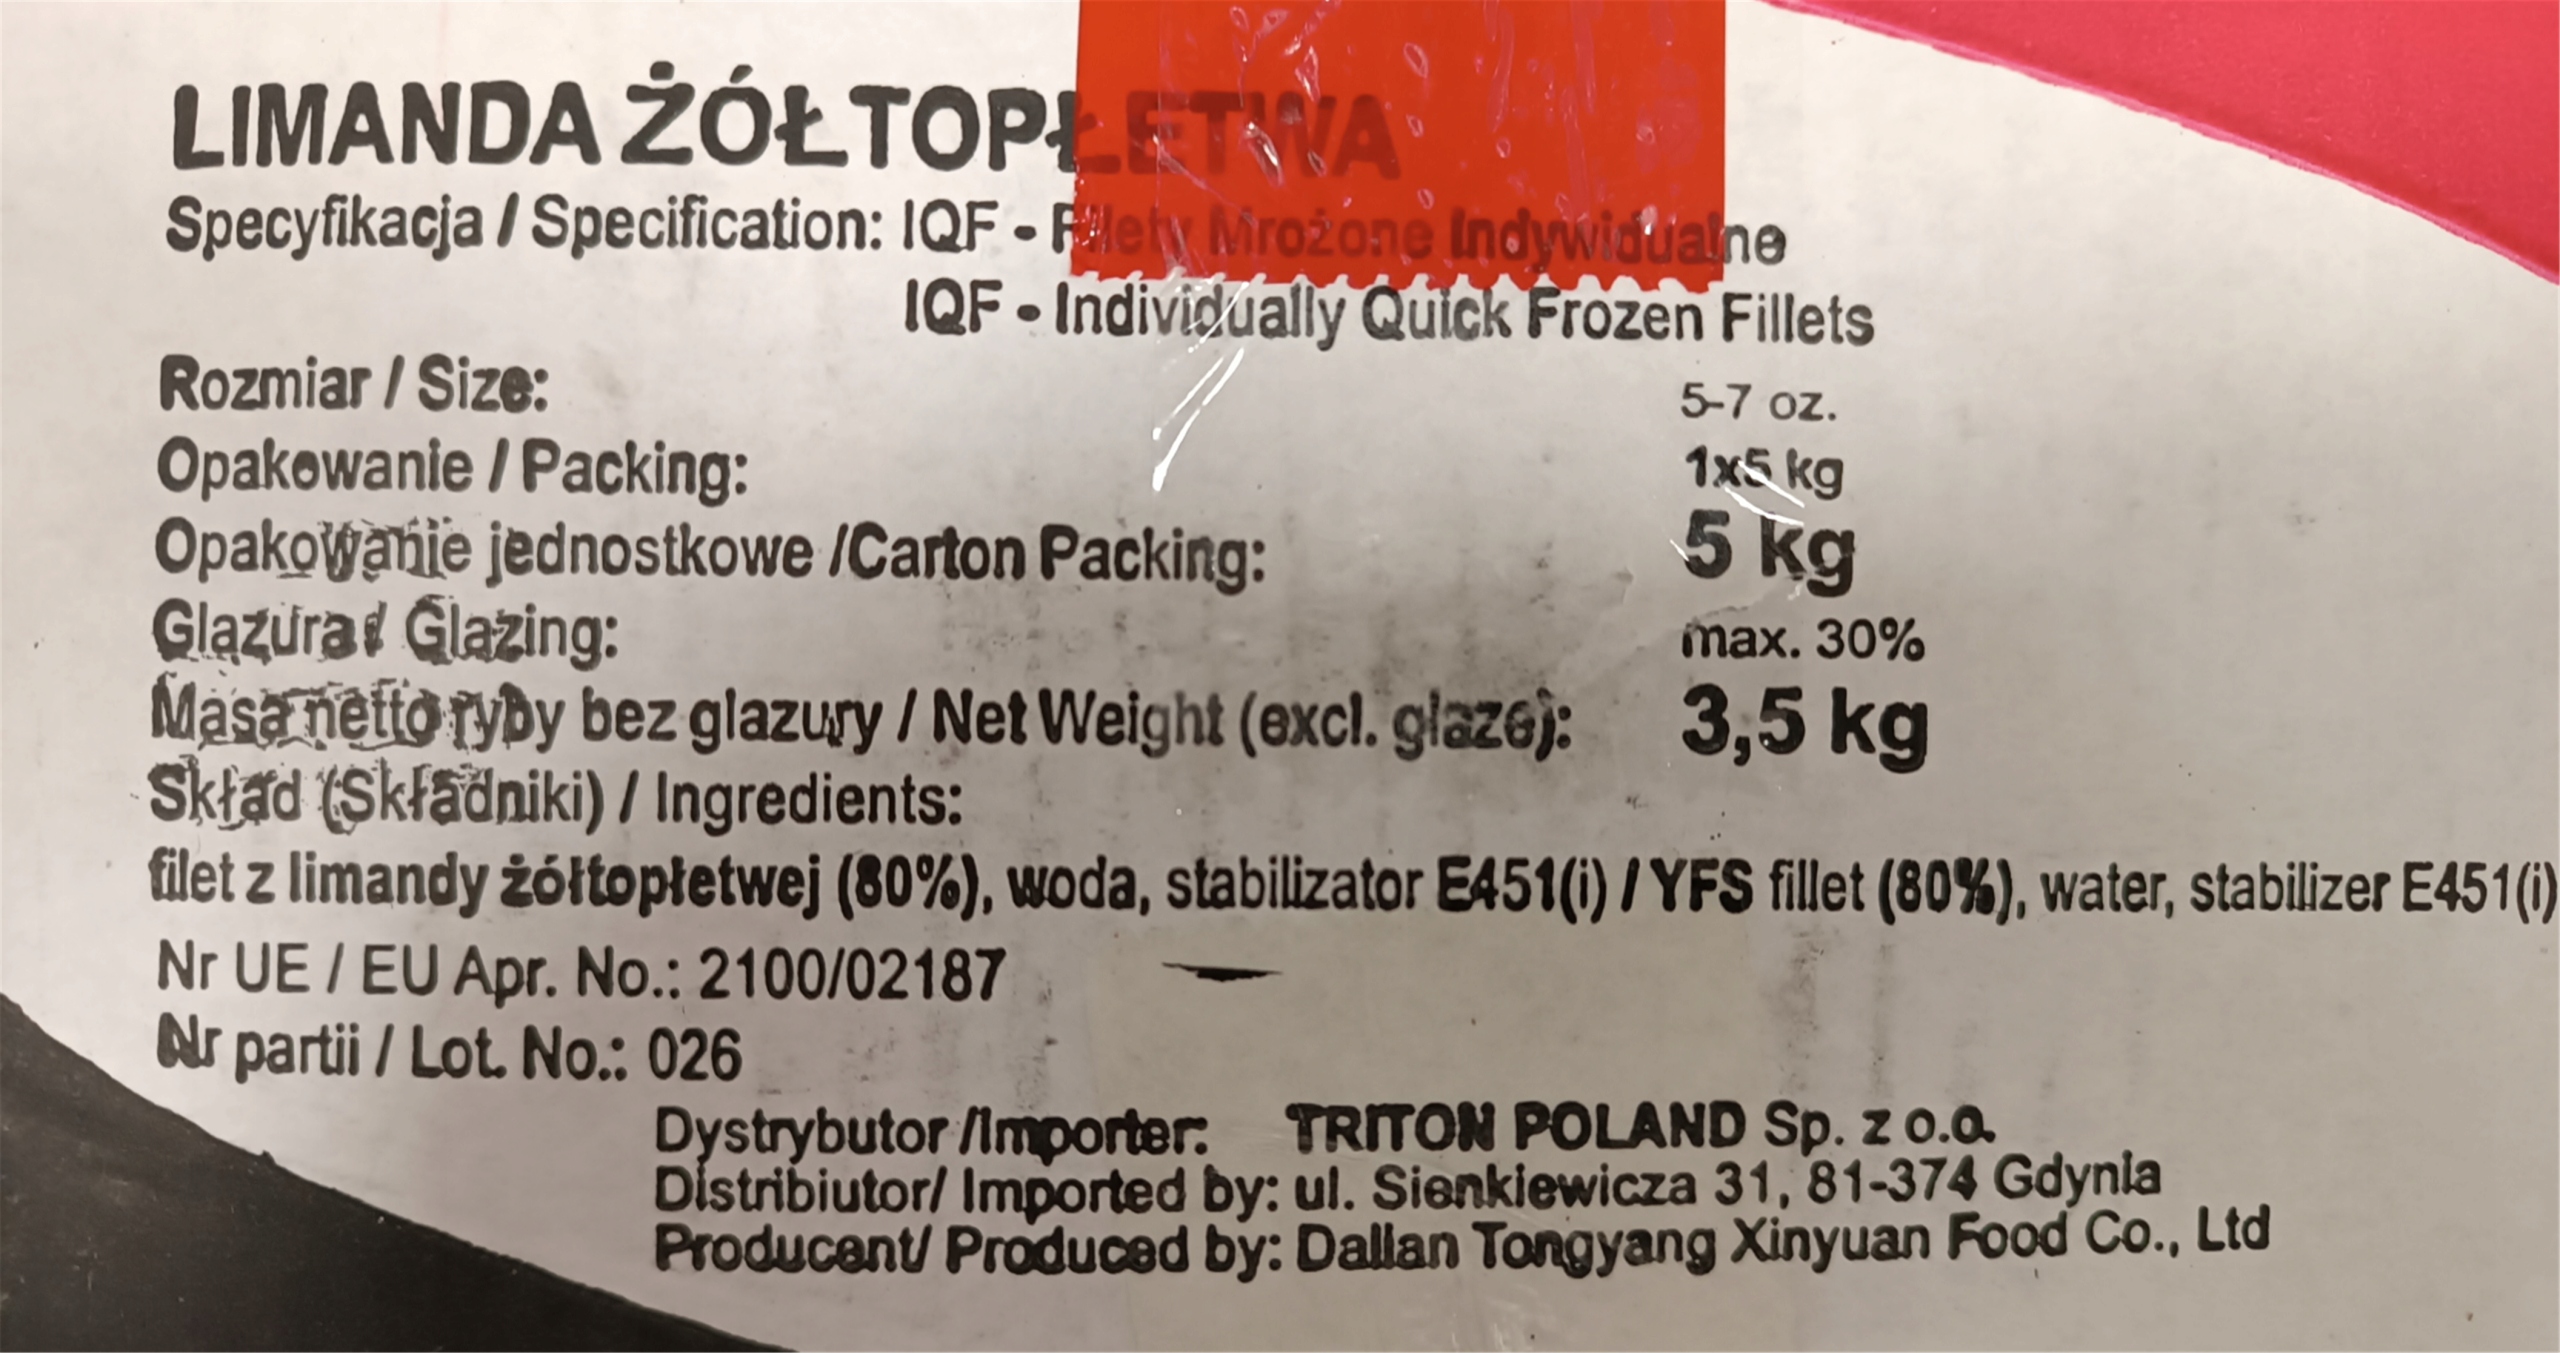 LIMANDA ŻÓŁTOPŁETWA
Specyfikacja / Specification: IQF - Filety Mrożone Indywidualne
IQF - Individually Quick Frozen Fillets
Rozmiar / Size: 5-7 oz.
Opakowanie / Packing: 1x5 kg
Opakowanie jednostkowe /Carton Packing: 5 kg
Glazura / Glazing: max. 30%
Masa netto ryby bez glazury / Net Weight (excl. glaze): 3,5 kg
Skład (Składniki) / Ingredients:
filet z limandy żółtopłetwej (80%), woda, stabilizator E451(i) / YFS fillet (80%), water, stabilizer E451(i)
Nr UE / EU Apr. No.: 2100/02187
Nr partii / Lot. No.: 026
Dystrybutor /Importer: TRITON POLAND Sp. z o.o.
Distribiutor/ Imported by: ul. Sienkiewicza 31, 81-374 Gdynia
Producent/ Produced by: Dalian Tongyang Xinyuan Food Co., Ltd